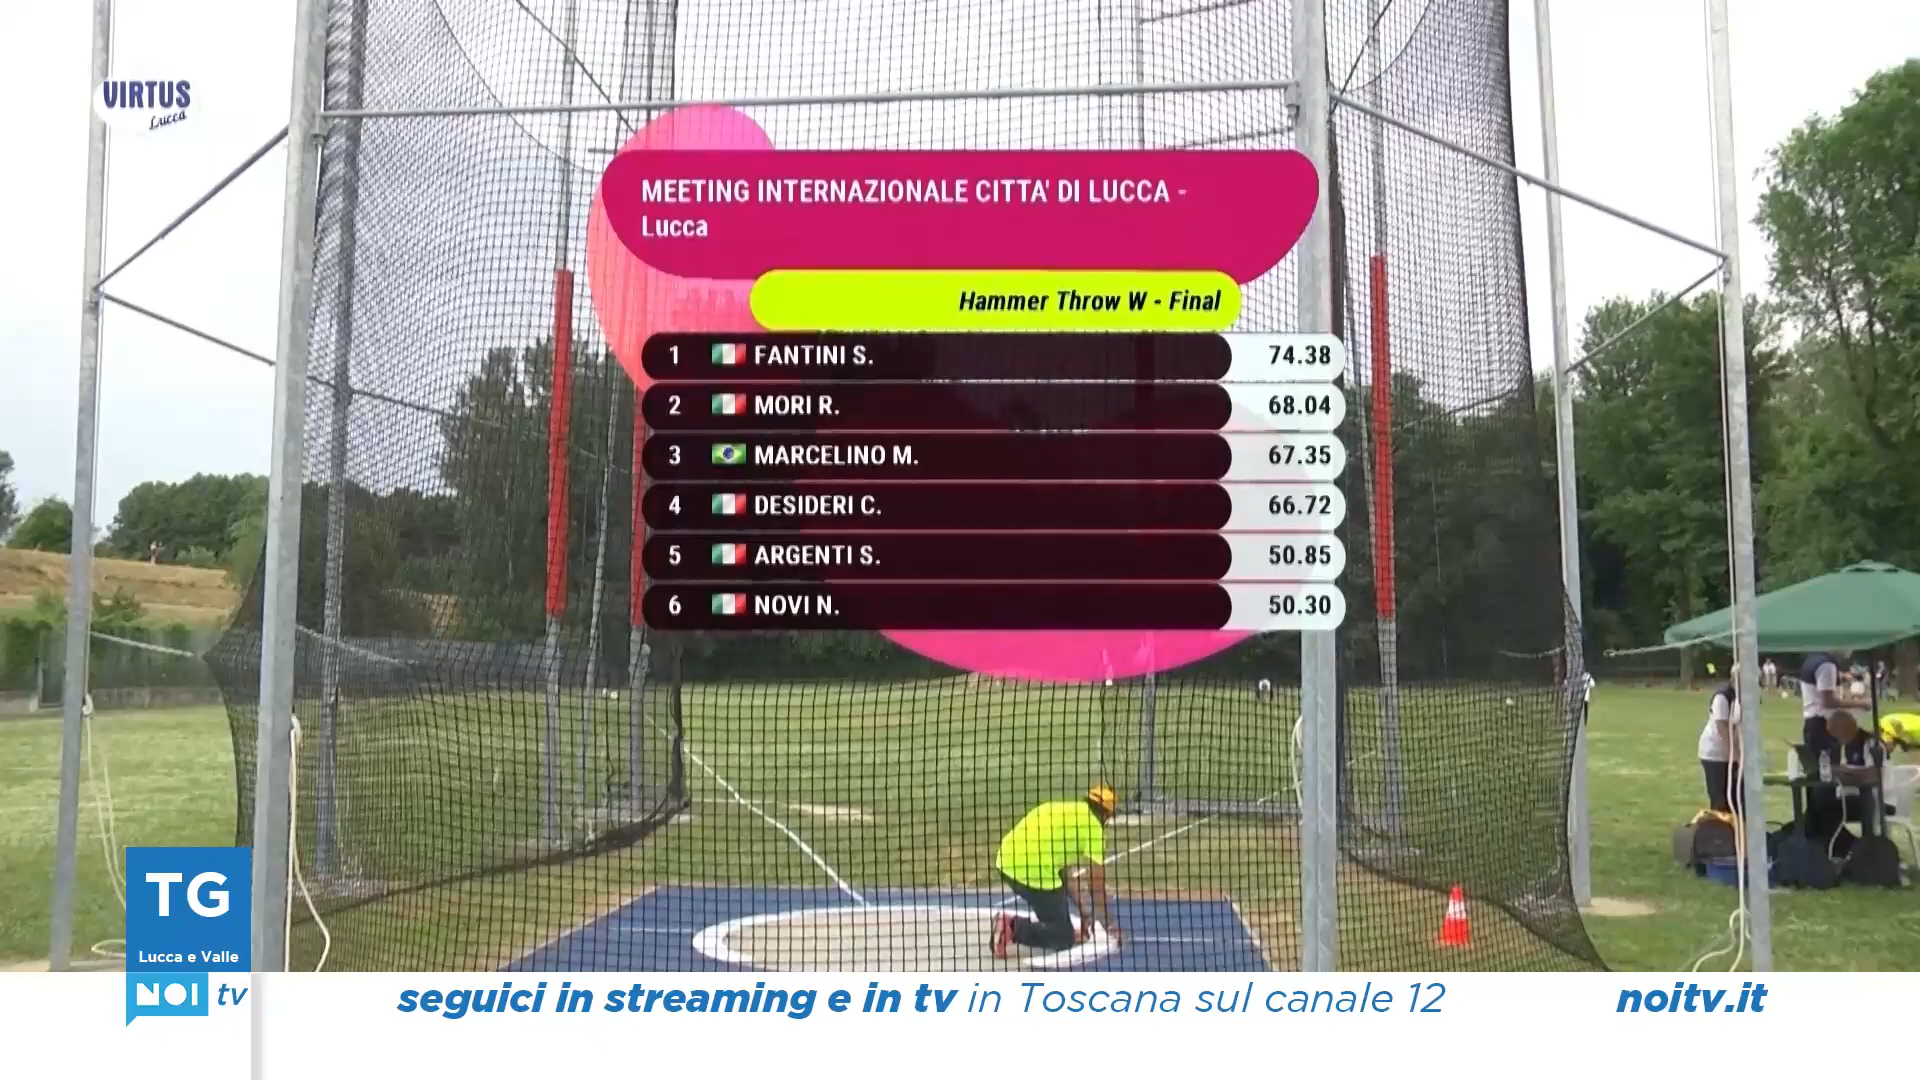 VIRTUS
Lucca
MEETING INTERNAZIONALE CITTA' DI LUCCA -
Lucca
Hammer Throw W - Final
1 FANTINI S. 74.38
2 MORI R. 68.04
3 MARCELINO M. 67.35
4 DESIDERI C. 66.72
5 ARGENTI S. 50.85
6 NOVI N. 50.30
TG
Lucca e Valle
NOI tv
seguici in streaming e in tv in Toscana sul canale 12
noitv.it